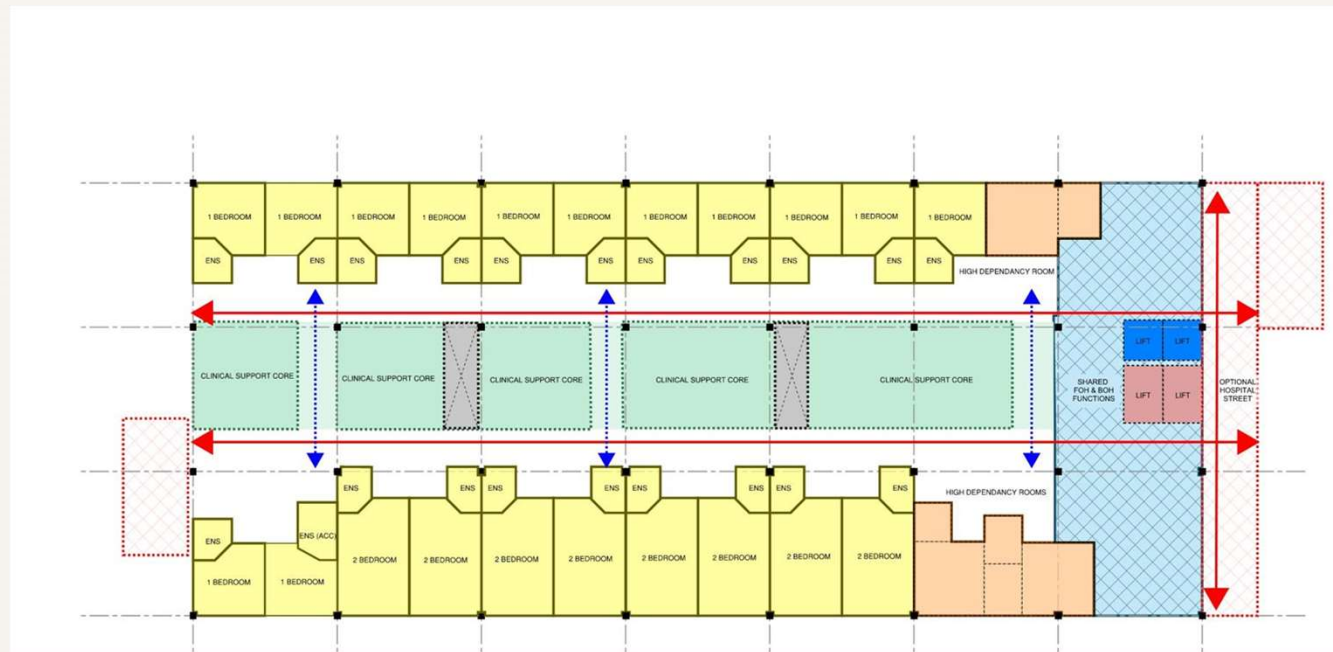 1 BEDROOM
1 BEDROOM
1 BEDROOM
1 BEDROOM
1 BEDROOM
1 BEDROOM
1 BEDROOM
1 BEDROOM
1 BEDROOM
1 BEDROOM
1 BEDROOM
ENS
ENS
ENS
ENS
ENS
ENS
ENS
ENS
ENS
ENS
ENS
HIGH DEPENDANCY ROOM
CLINICAL SUPPORT CORE
CLINICAL SUPPORT CORE
CLINICAL SUPPORT CORE
CLINICAL SUPPORT CORE
CLINICAL SUPPORT CORE
SHARED
FOH & BOH
FUNCTIONS
LIFT
LIFT
LIFT
LIFT
OPTIONAL
HOSPITAL
STREET
ENS
ENS
ENS
ENS
ENS
ENS
ENS
ENS
HIGH DEPENDANCY ROOMS
ENS
ENS (ACC)
1 BEDROOM
1 BEDROOM
2 BEDROOM
2 BEDROOM
2 BEDROOM
2 BEDROOM
2 BEDROOM
2 BEDROOM
2 BEDROOM
2 BEDROOM